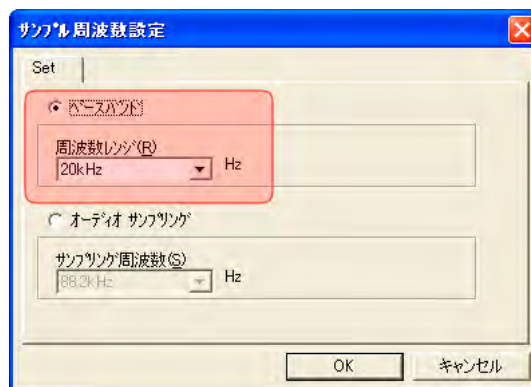 サンプル周波数設定
Set
ベースバンド
周波数レンジ(R)
20kHz Hz
オーディオ サンプリング
サンプリング周波数(S)
88.2kHz Hz
OK キャンセル